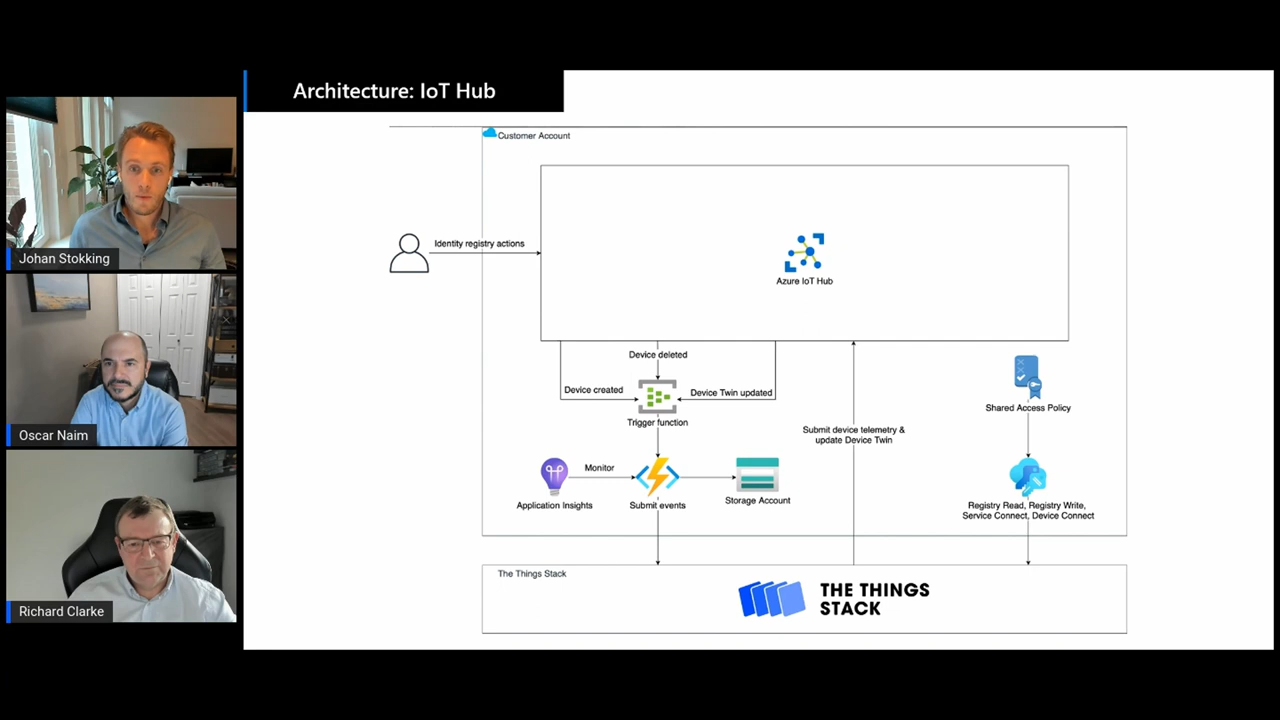 Architecture: IoT Hub
Johan Stokking
Oscar Naim
Richard Clarke
Customer Account
Identity registry actions
Azure IoT Hub
Device deleted
Device created
Device Twin updated
Trigger function
Shared Access Policy
Submit device telemetry &
update Device Twin
Monitor
Application Insights
Submit events
Storage Account
Registry Read, Registry Write,
Service Connect, Device Connect
The Things Stack
THE THINGS
STACK